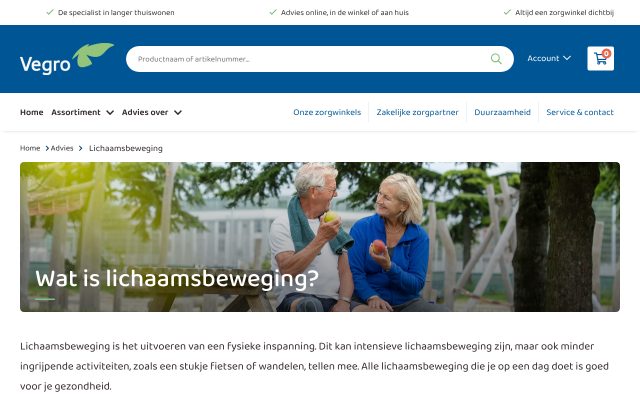 De specialist in langer thuiswonen
Advies online, in de winkel of aan huis
Altijd een zorgwinkel dichtbij
Vegro
Productnaam of artikelnummer...
Account
0
Home
Assortiment
Advies over
Onze zorgwinkels
Zakelijke zorgpartner
Duurzaamheid
Service & contact
Home
Advies
Lichaamsbeweging
Wat is lichaamsbeweging?
Lichaamsbeweging is het uitvoeren van een fysieke inspanning. Dit kan intensieve lichaamsbeweging zijn, maar ook minder
ingrijpende activiteiten, zoals een stukje fietsen of wandelen, tellen mee. Alle lichaamsbeweging die je op een dag doet is goed
voor je gezondheid.